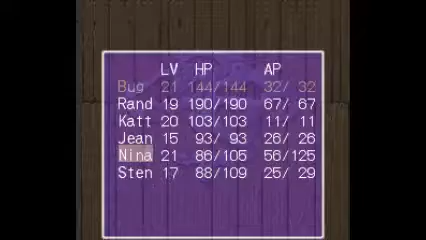 LV HP AP
Bug 21 144/144 32/ 32
Rand 19 190/190 67/ 67
Katt 20 103/103 11/ 11
Jean 15 93/ 93 26/ 26
Nina 21 86/105 56/125
Sten 17 88/109 25/ 29